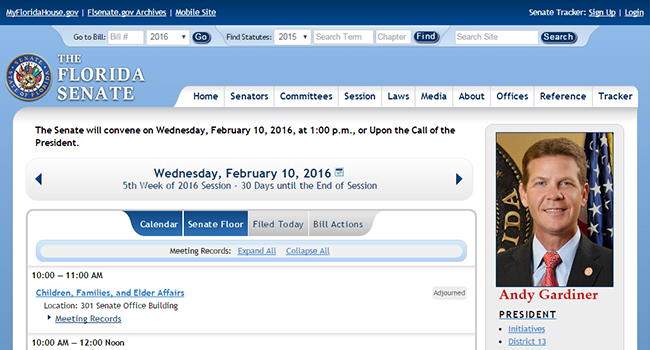 MyFloridaHouse.gov | Flsenate.gov Archives | Mobile Site
Senate Tracker: Sign Up | Login
Go to Bill: Bill # 2016 Go Find Statutes: 2015 Search Term Chapter Find Search Site Search
THE
FLORIDA
SENATE
Home Senators Committees Session Laws Media About Offices Reference Tracker
The Senate will convene on Wednesday, February 10, 2016, at 1:00 p.m., or Upon the Call of the
President.
Wednesday, February 10, 2016
5th Week of 2016 Session - 30 Days until the End of Session
Calendar Senate Floor Filed Today Bill Actions
Meeting Records: Expand All Collapse All
10:00 — 11:00 AM
Children, Families, and Elder Affairs Adjourned
Location: 301 Senate Office Building
Meeting Records
10:00 AM — 12:00 Noon
Andy Gardiner
PRESIDENT
Initiatives
District 13